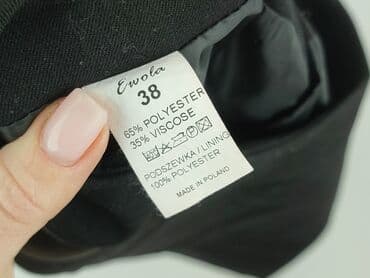 Ewola
38
65% POLYESTER
35% VISCOSE
PODSZEWKA / LINING
100% POLYESTER
MADE IN POLAND